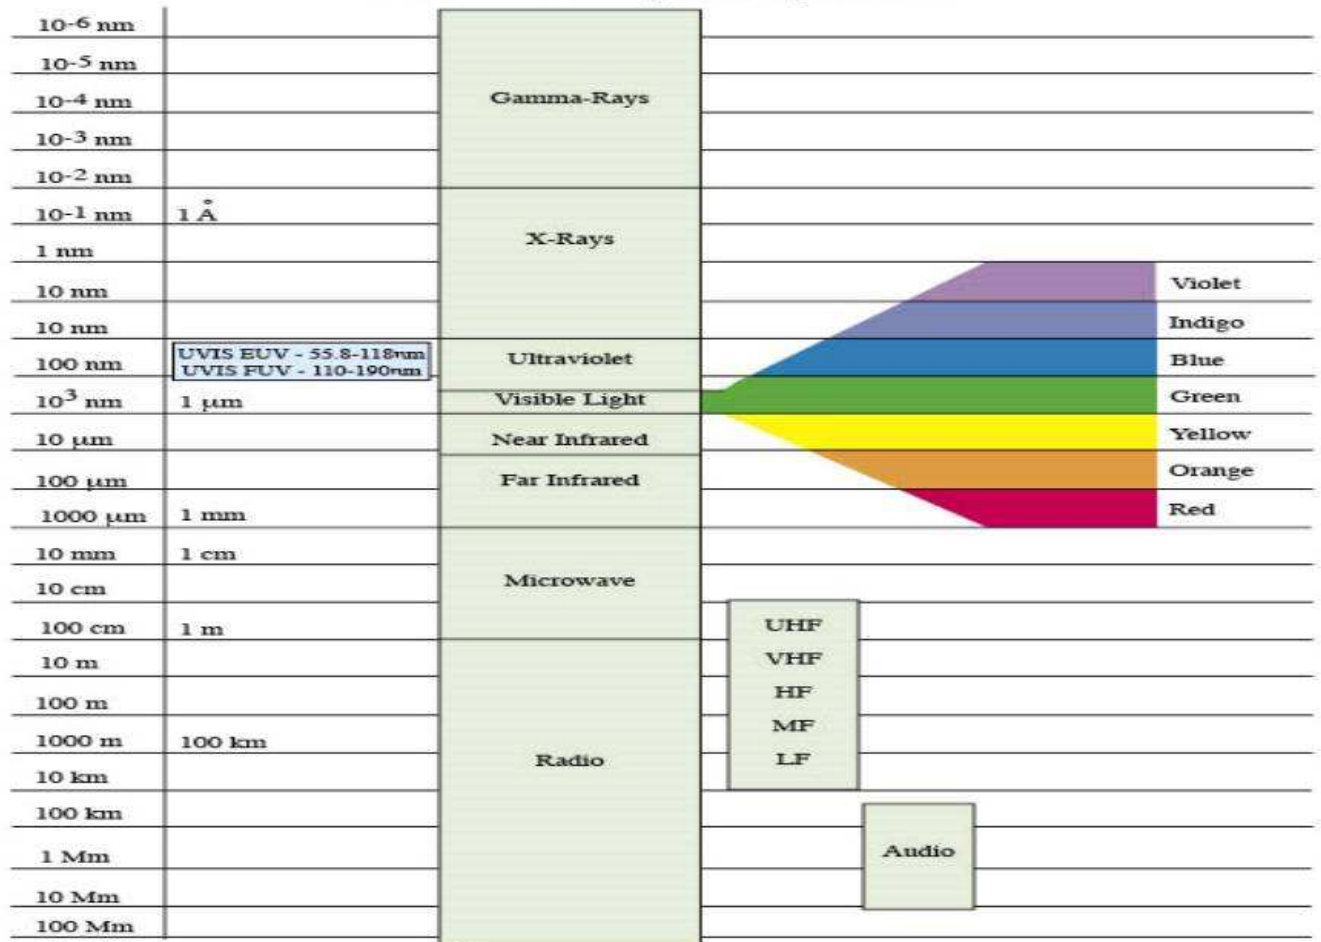 10-6 nm
10-5 nm
10-4 nm
Gamma-Rays
10-3 nm
10-2 nm
10-1 nm 1 Å
X-Rays
1 nm
10 nm
Violet
10 nm
Indigo
UVIS EUV - 55.8-118nm
UVIS FUV - 110-190nm
100 nm
Ultraviolet
Blue
10³ nm 1 μm
Visible Light
Green
10 μm
Near Infrared
Yellow
100 μm
Far Infrared
Orange
1000 μm 1 mm
Red
10 mm 1 cm
Microwave
10 cm
100 cm 1 m
UHF
10 m
VHF
100 m
HF
1000 m 100 km
MF
Radio
LF
10 km
100 km
1 Mm
Audio
10 Mm
100 Mm